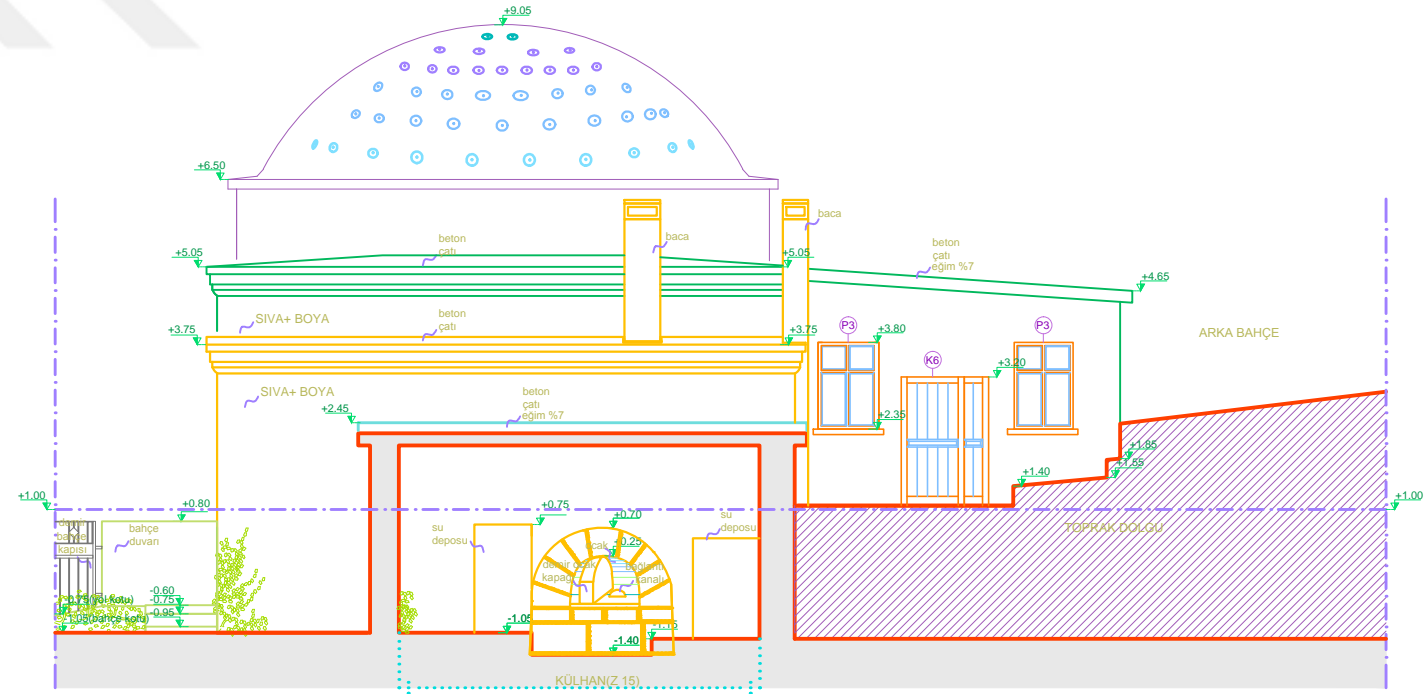 +9.05
+6.50
baca
baca
beton
çatı
beton
çatı
eğim %7
+5.05
+5.05
+4.65
SIVA+ BOYA
beton
çatı
P3
P3
ARKA BAHÇE
+3.75
+3.75
+3.80
K6
+3.20
SIVA+ BOYA
beton
çatı
eğim %7
+2.45
+2.35
+1.85
+1.55
+1.40
+1.00
+1.00
+0.80
+0.75
+0.70
su
deposu
su
deposu
demir
bahçe
kapısı
bahçe
duvarı
TOPRAK DOLGU
ocak
+0.25
demir ocak
kapağı
bağlantı
kanalı
-0.60
-0.75(yol kotu)
-0.75
-0.95
-1.05(bahçe kotu)
-1.05
-1.15
-1.40
KÜLHAN(Z 15)